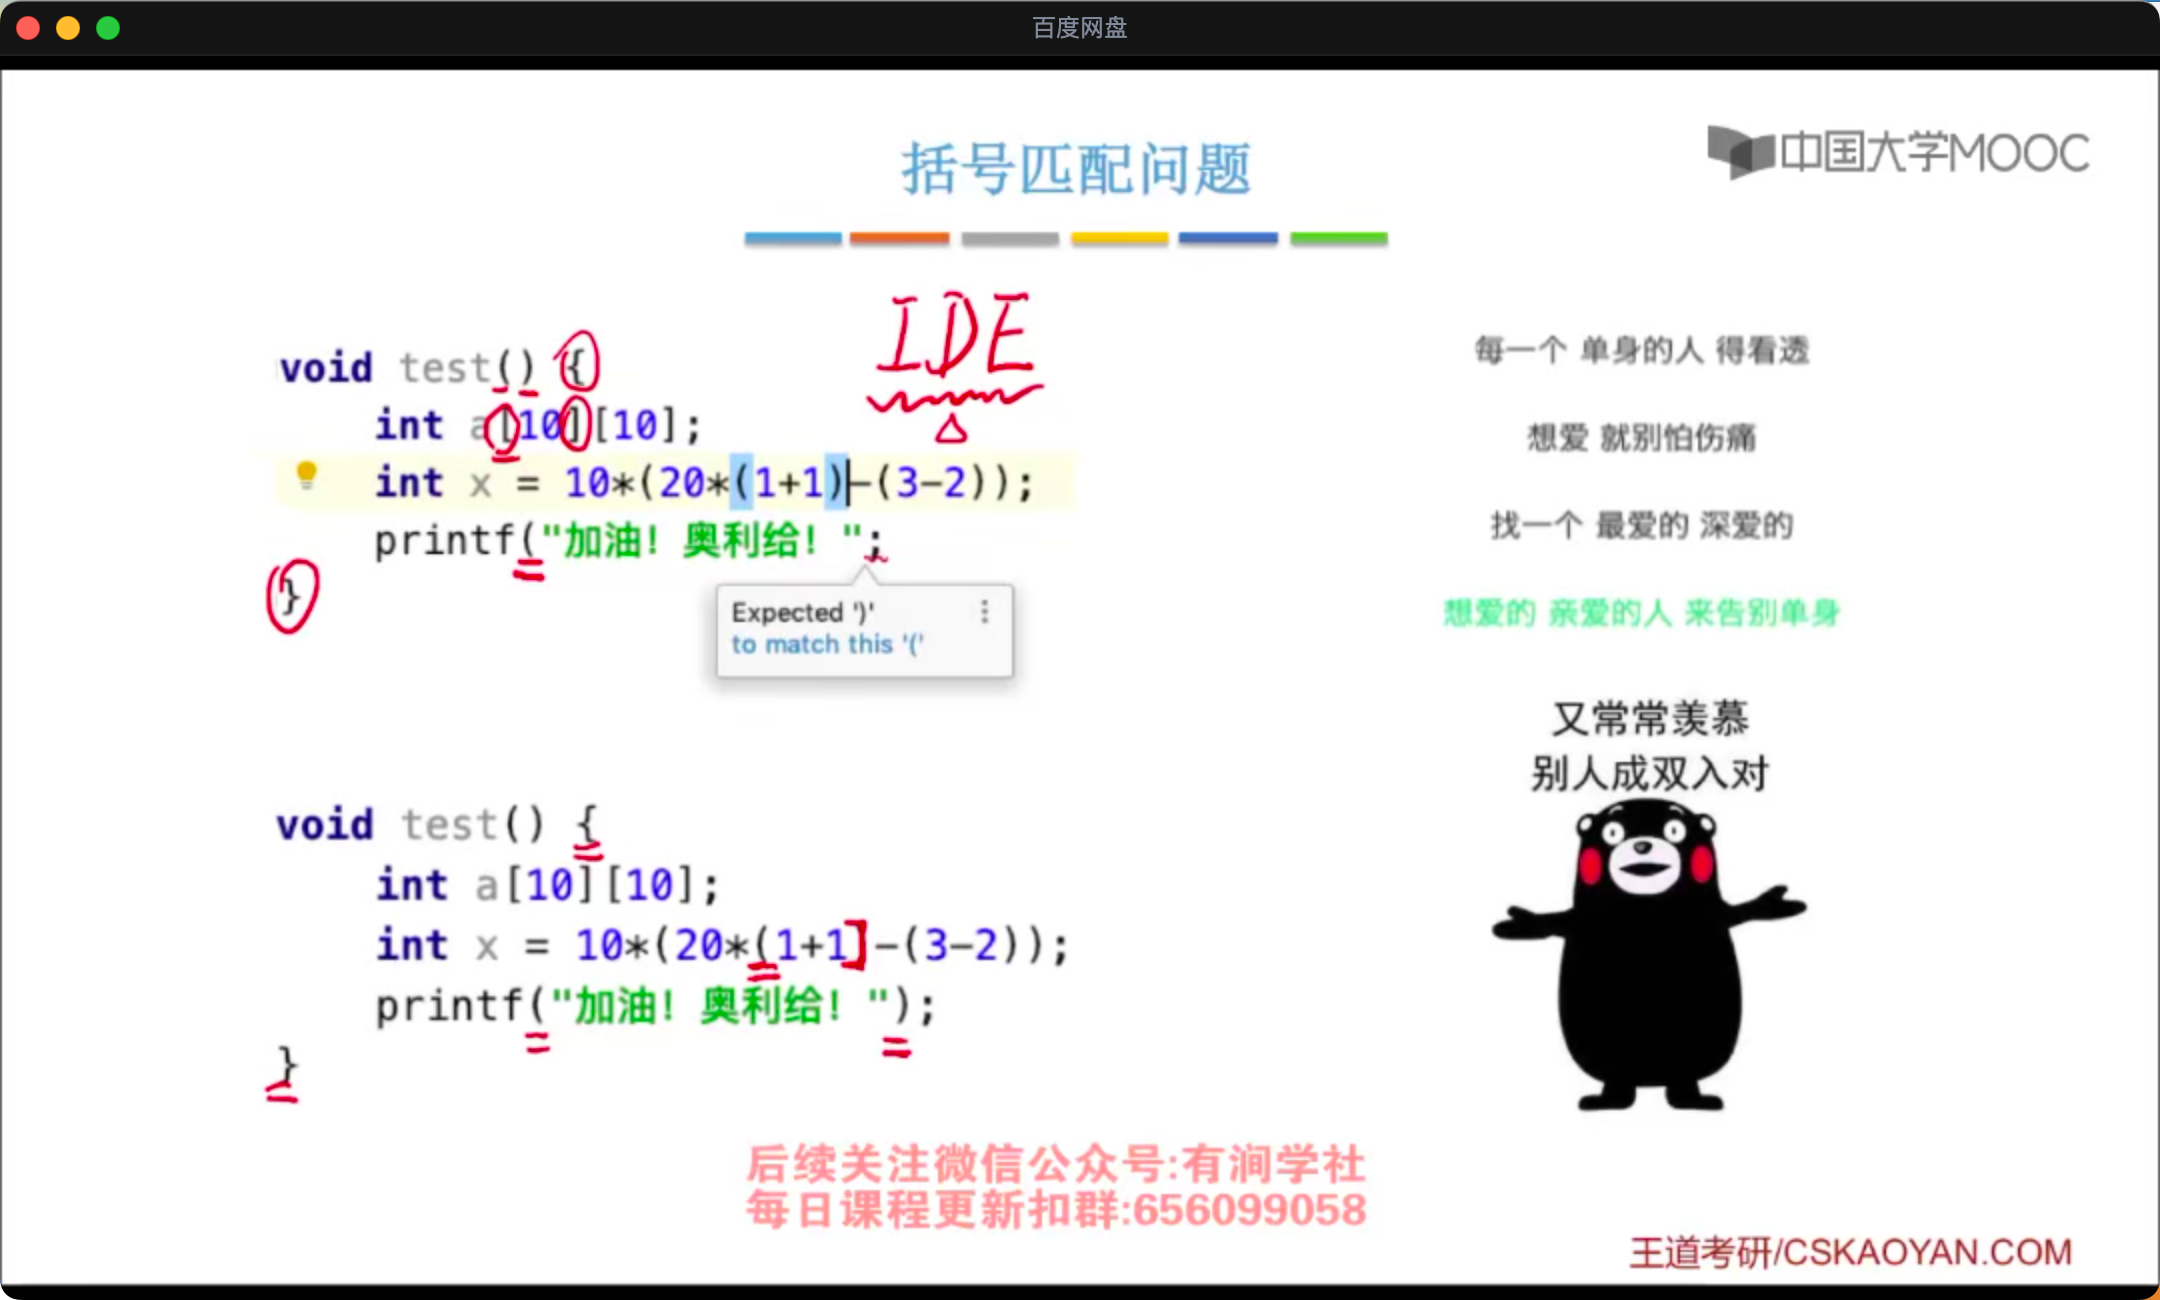 百度网盘
中国大学MOOC
括号匹配问题
IDE
void test() {
int a[10][10];
int x = 10*(20*(1+1)-(3-2));
printf("加油！奥利给！";
}
Expected ')'
to match this '('
每一个 单身的人 得看透
想爱 就别怕伤痛
找一个 最爱的 深爱的
想爱的 亲爱的人 来告别单身
又常常羡慕
别人成双入对
void test() {
int a[10][10];
int x = 10*(20*(1+1]-(3-2));
printf("加油！奥利给！");
}
后续关注微信公众号:有涧学社
每日课程更新扣群:656099058
王道考研/CSKAOYAN.COM